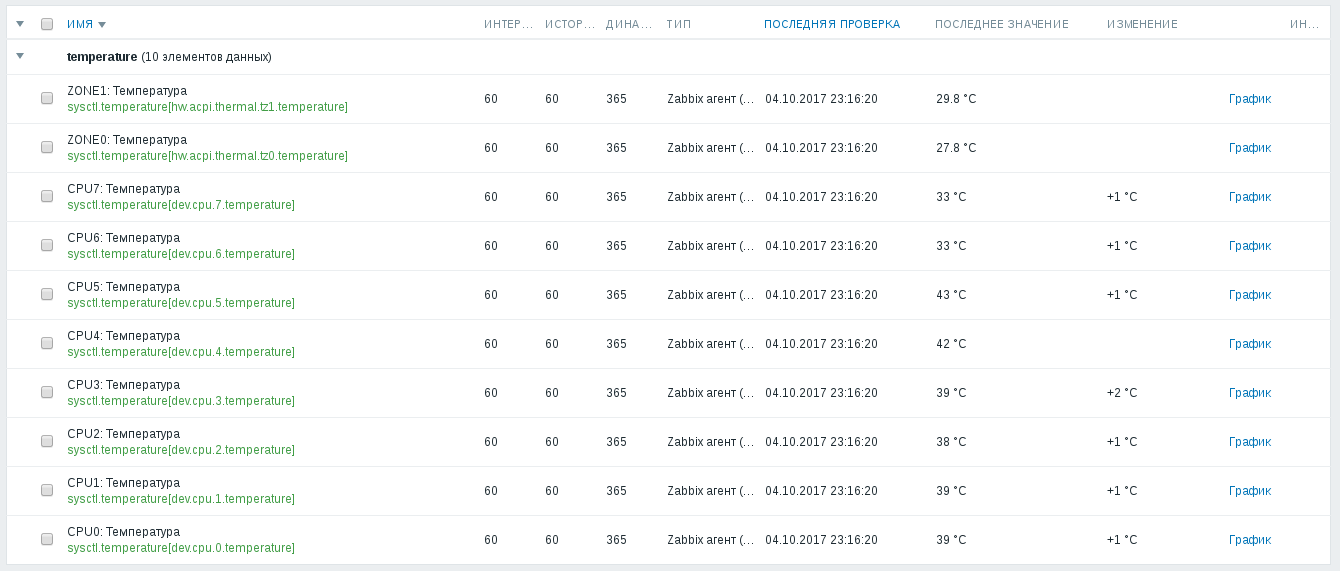 ИМЯ ИНТЕР... ИСТОР... ДИНА... ТИП ПОСЛЕДНЯЯ ПРОВЕРКА ПОСЛЕДНЕЕ ЗНАЧЕНИЕ ИЗМЕНЕНИЕ ИН...
temperature (10 элементов данных)
ZONE1: Температура
sysctl.temperature[hw.acpi.thermal.tz1.temperature] 60 60 365 Zabbix агент (... 04.10.2017 23:16:20 29.8 °C График
ZONE0: Температура
sysctl.temperature[hw.acpi.thermal.tz0.temperature] 60 60 365 Zabbix агент (... 04.10.2017 23:16:20 27.8 °C График
CPU7: Температура
sysctl.temperature[dev.cpu.7.temperature] 60 60 365 Zabbix агент (... 04.10.2017 23:16:20 33 °C +1 °C График
CPU6: Температура
sysctl.temperature[dev.cpu.6.temperature] 60 60 365 Zabbix агент (... 04.10.2017 23:16:20 33 °C +1 °C График
CPU5: Температура
sysctl.temperature[dev.cpu.5.temperature] 60 60 365 Zabbix агент (... 04.10.2017 23:16:20 43 °C +1 °C График
CPU4: Температура
sysctl.temperature[dev.cpu.4.temperature] 60 60 365 Zabbix агент (... 04.10.2017 23:16:20 42 °C График
CPU3: Температура
sysctl.temperature[dev.cpu.3.temperature] 60 60 365 Zabbix агент (... 04.10.2017 23:16:20 39 °C +2 °C График
CPU2: Температура
sysctl.temperature[dev.cpu.2.temperature] 60 60 365 Zabbix агент (... 04.10.2017 23:16:20 38 °C +1 °C График
CPU1: Температура
sysctl.temperature[dev.cpu.1.temperature] 60 60 365 Zabbix агент (... 04.10.2017 23:16:20 39 °C +1 °C График
CPU0: Температура
sysctl.temperature[dev.cpu.0.temperature] 60 60 365 Zabbix агент (... 04.10.2017 23:16:20 39 °C +1 °C График